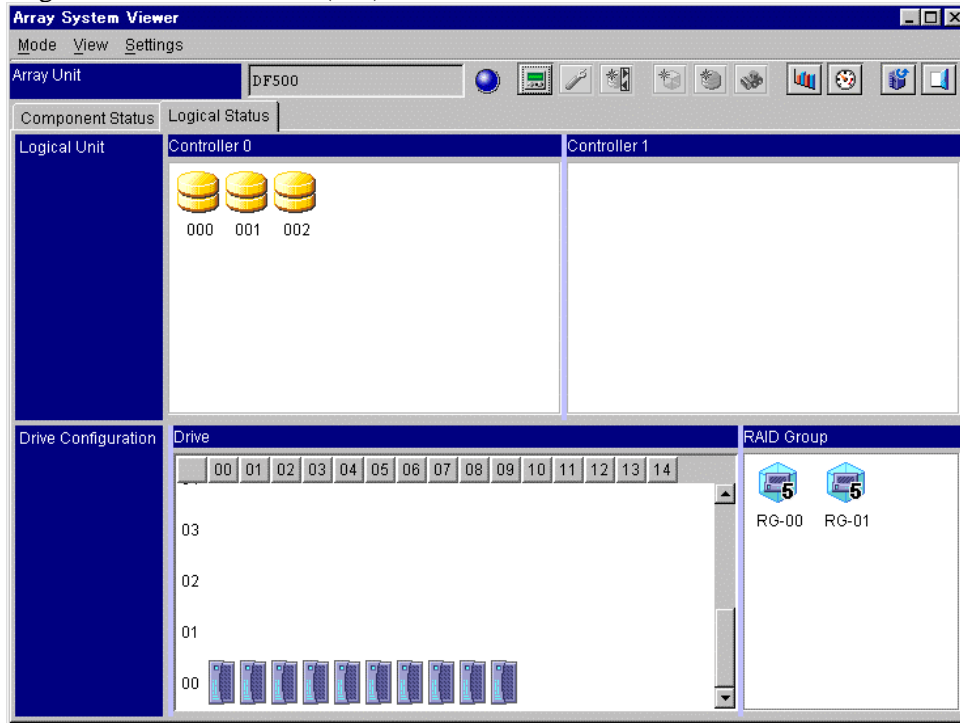 Array System Viewer
Mode View Settings
Array Unit DF500
Component Status Logical Status
Logical Unit Controller 0 Controller 1
000 001 002
Drive Configuration Drive RAID Group
00 01 02 03 04 05 06 07 08 09 10 11 12 13 14
5 5
RG-00 RG-01
03
02
01
00